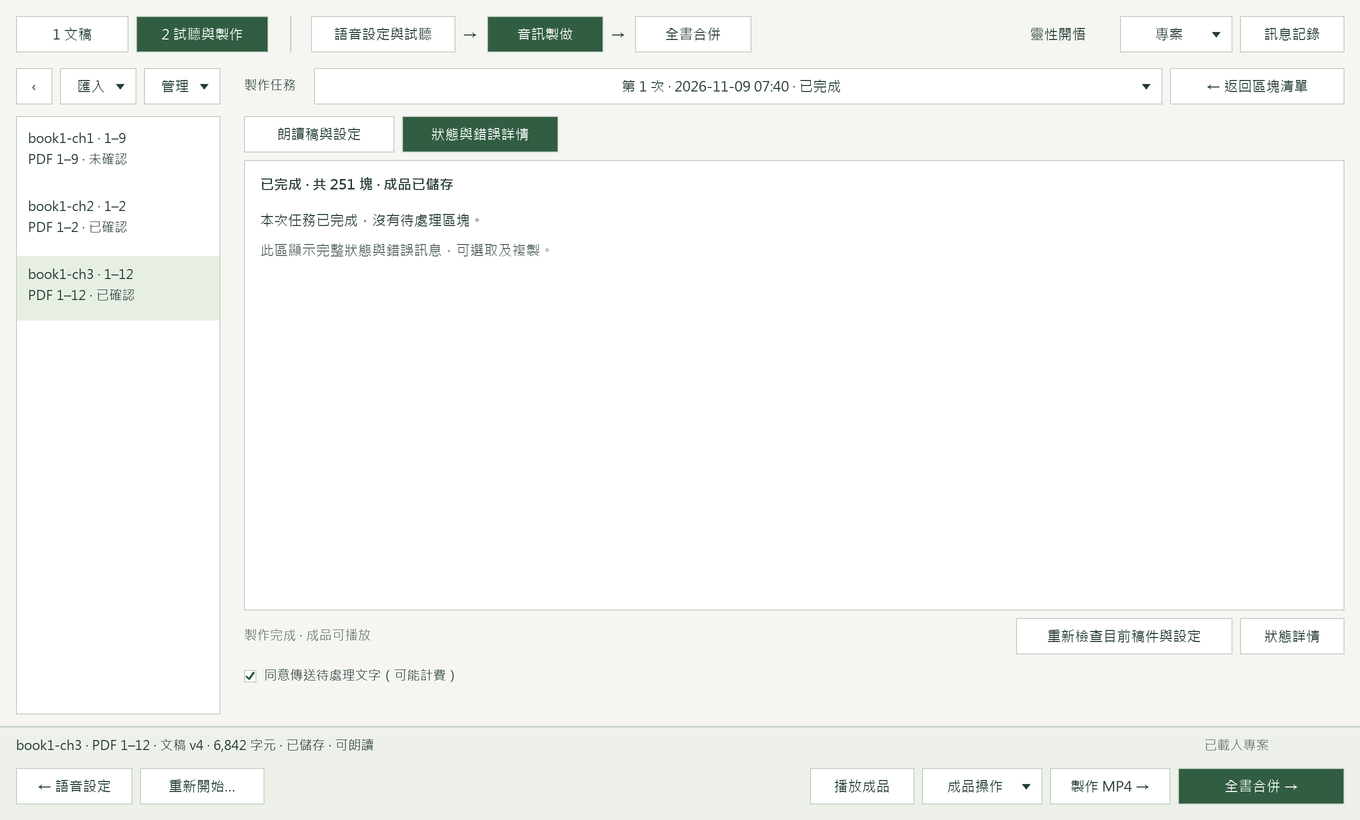 1 文稿
2 試聽與製作
語音設定與試聽
→
音訊製做
→
全書合併
靈性開悟
專案
訊息記錄
‹
匯入
管理
製作任務
第 1 次 · 2026-11-09 07:40 · 已完成
← 返回區塊清單
book1-ch1 · 1–9
PDF 1–9 · 未確認
book1-ch2 · 1–2
PDF 1–2 · 已確認
book1-ch3 · 1–12
PDF 1–12 · 已確認
朗讀稿與設定
狀態與錯誤詳情
已完成 · 共 251 塊 · 成品已儲存
本次任務已完成，沒有待處理區塊。
此區顯示完整狀態與錯誤訊息，可選取及複製。
製作完成 · 成品可播放
重新檢查目前稿件與設定
狀態詳情
同意傳送待處理文字（可能計費）
book1-ch3 · PDF 1–12 · 文稿 v4 · 6,842 字元 · 已儲存 · 可朗讀
已載入專案
← 語音設定
重新開始…
播放成品
成品操作
製作 MP4 →
全書合併 →